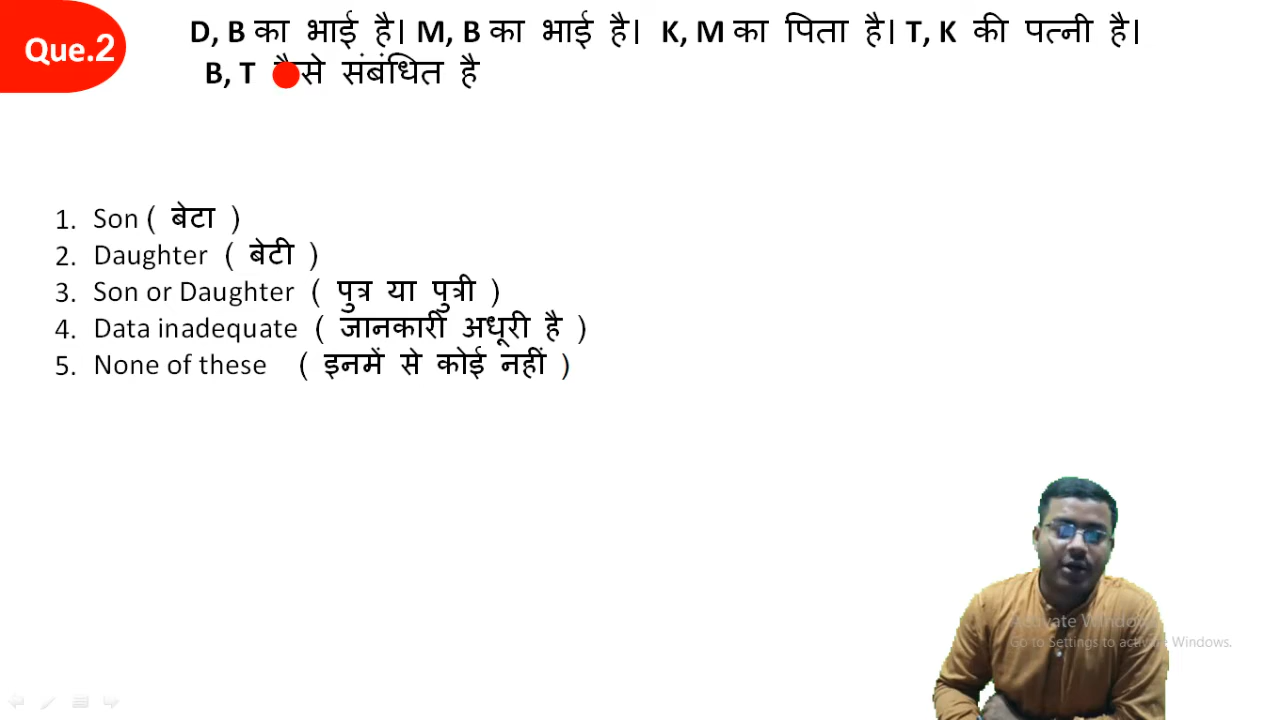 Que.2
D, B का भाई है। M, B का भाई है। K, M का पिता है। T, K की पत्नी है।
B, T कैसे संबंधित है
1. Son ( बेटा )
2. Daughter ( बेटी )
3. Son or Daughter ( पुत्र या पुत्री )
4. Data inadequate ( जानकारी अधूरी है )
5. None of these ( इनमें से कोई नहीं )
Activate Windows
Go to Settings to activate Windows.